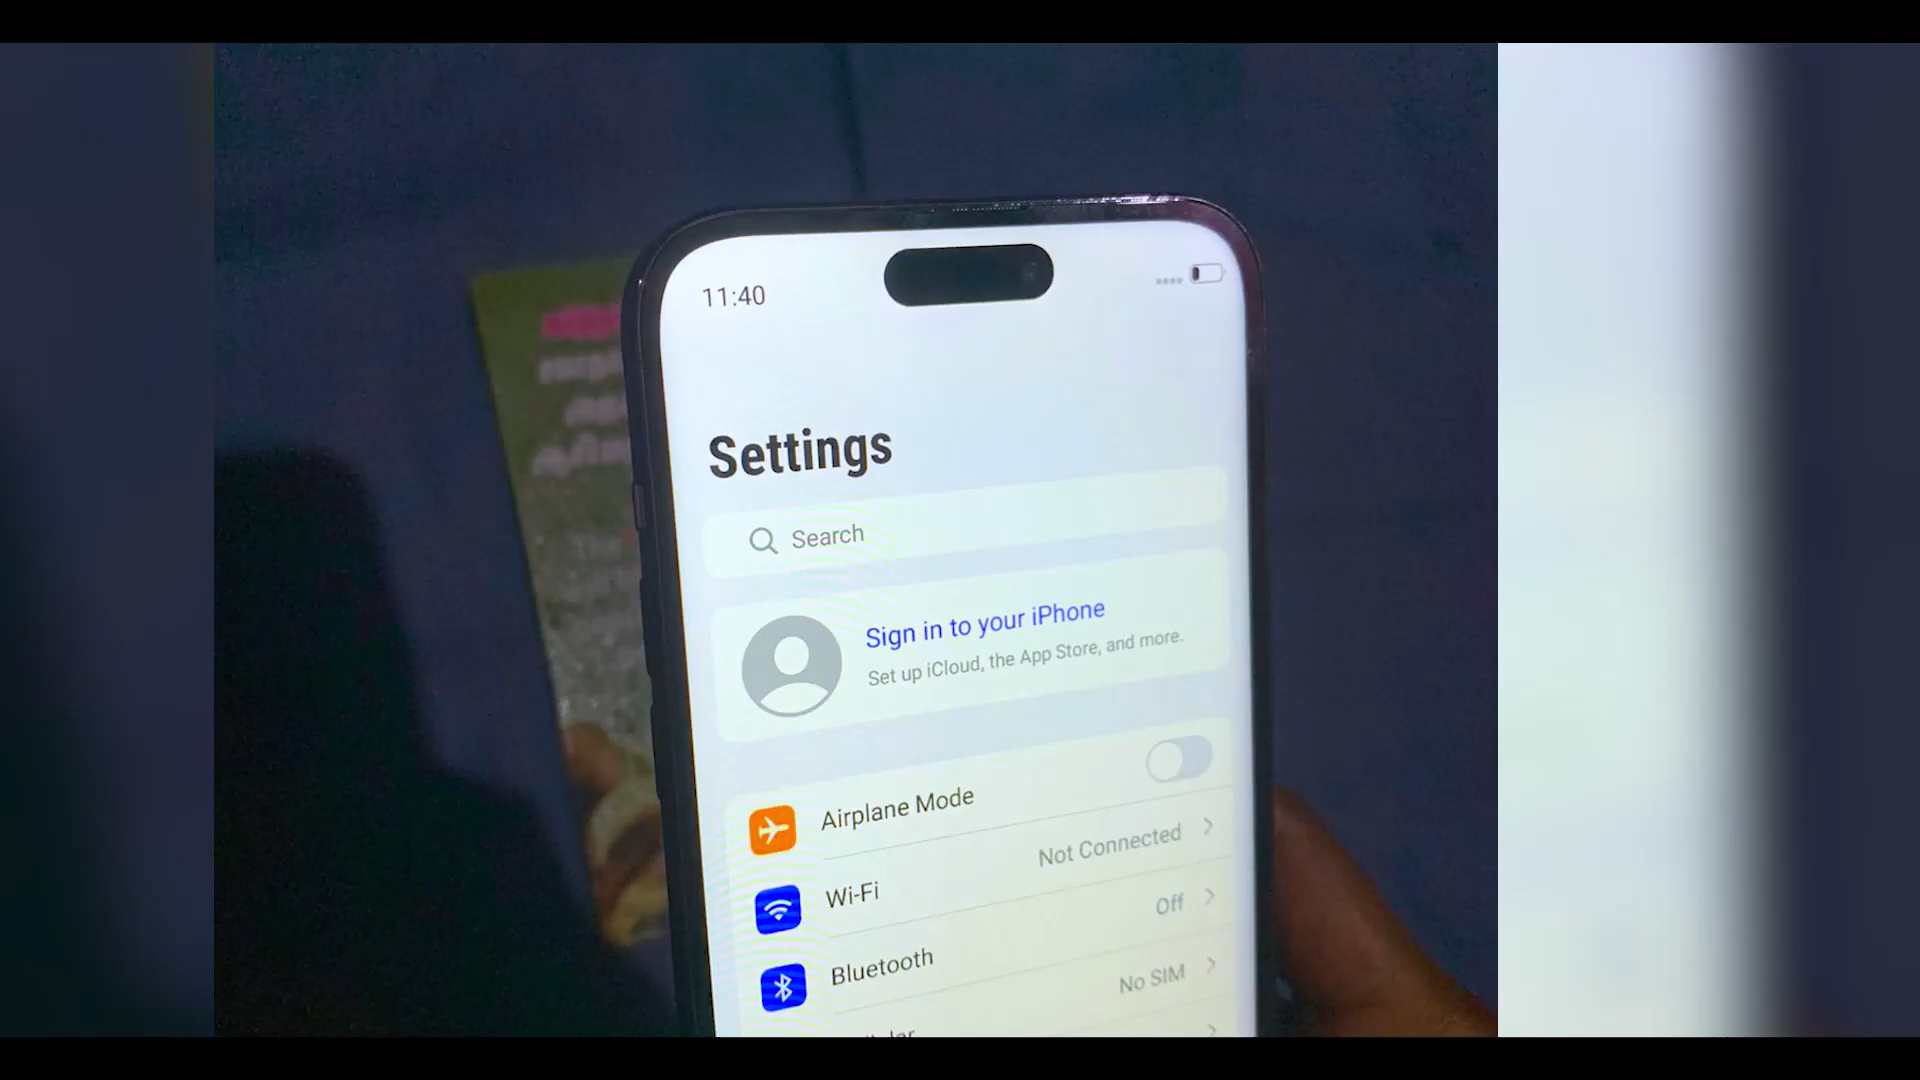 11:40
Settings
Search
Sign in to your iPhone
Set up iCloud, the App Store, and more.
Airplane Mode
Wi-Fi
Not Connected
Bluetooth
Off
No SIM